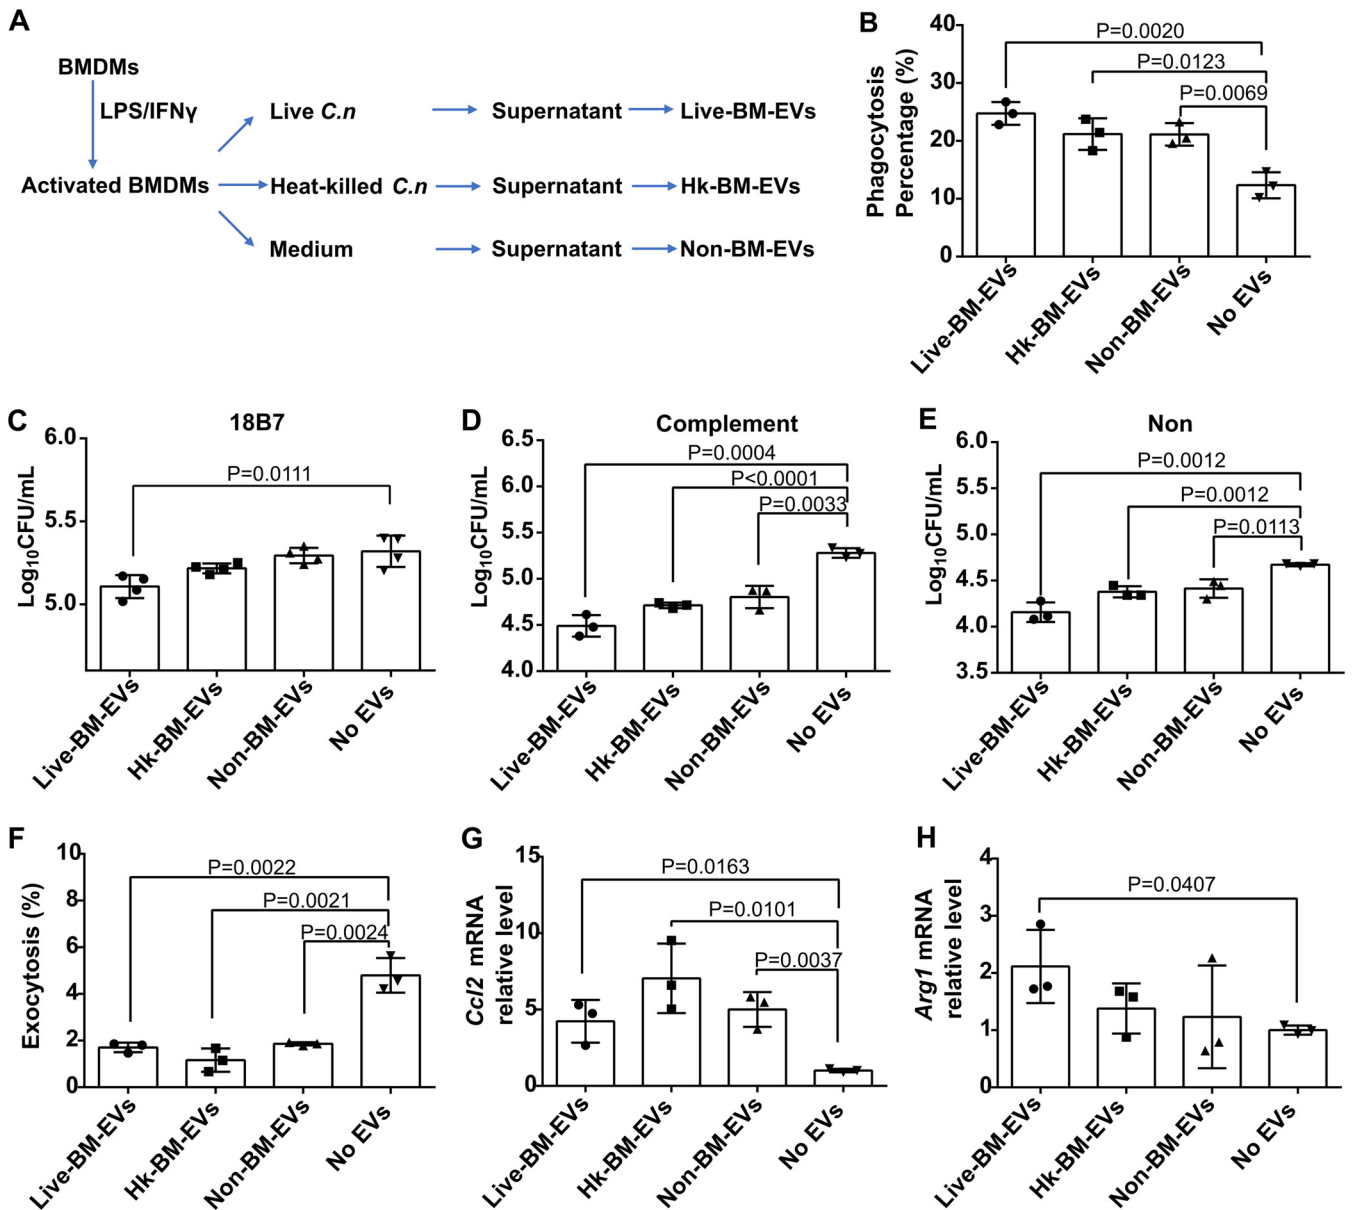 A
BMDMs
LPS/IFNγ
Live C.n
Supernatant
Live-BM-EVs
Activated BMDMs
Heat-killed C.n
Supernatant
Hk-BM-EVs
Medium
Supernatant
Non-BM-EVs
B
Phagocytosis
Percentage (%)
40
30
20
10
0
P=0.0020
P=0.0123
P=0.0069
Live-BM-EVs
Hk-BM-EVs
Non-BM-EVs
No EVs
C
18B7
Log10CFU/mL
6.0
5.5
5.0
P=0.0111
Live-BM-EVs
Hk-BM-EVs
Non-BM-EVs
No EVs
D
Complement
Log10CFU/mL
6.5
6.0
5.5
5.0
4.5
4.0
P=0.0004
P<0.0001
P=0.0033
Live-BM-EVs
Hk-BM-EVs
Non-BM-EVs
No EVs
E
Non
Log10CFU/mL
6.0
5.5
5.0
4.5
4.0
3.5
P=0.0012
P=0.0012
P=0.0113
Live-BM-EVs
Hk-BM-EVs
Non-BM-EVs
No EVs
F
Exocytosis (%)
10
8
6
4
2
0
P=0.0022
P=0.0021
P=0.0024
Live-BM-EVs
Hk-BM-EVs
Non-BM-EVs
No EVs
G
Ccl2 mRNA
relative level
15
10
5
0
P=0.0163
P=0.0101
P=0.0037
Live-BM-EVs
Hk-BM-EVs
Non-BM-EVs
No EVs
H
Arg1 mRNA
relative level
4
3
2
1
0
P=0.0407
Live-BM-EVs
Hk-BM-EVs
Non-BM-EVs
No EVs